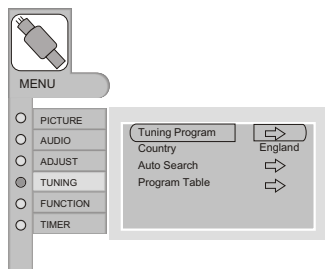 MENU
PICTURE
AUDIO
ADJUST
TUNING
FUNCTION
TIMER
Tuning Program
Country England
Auto Search
Program Table